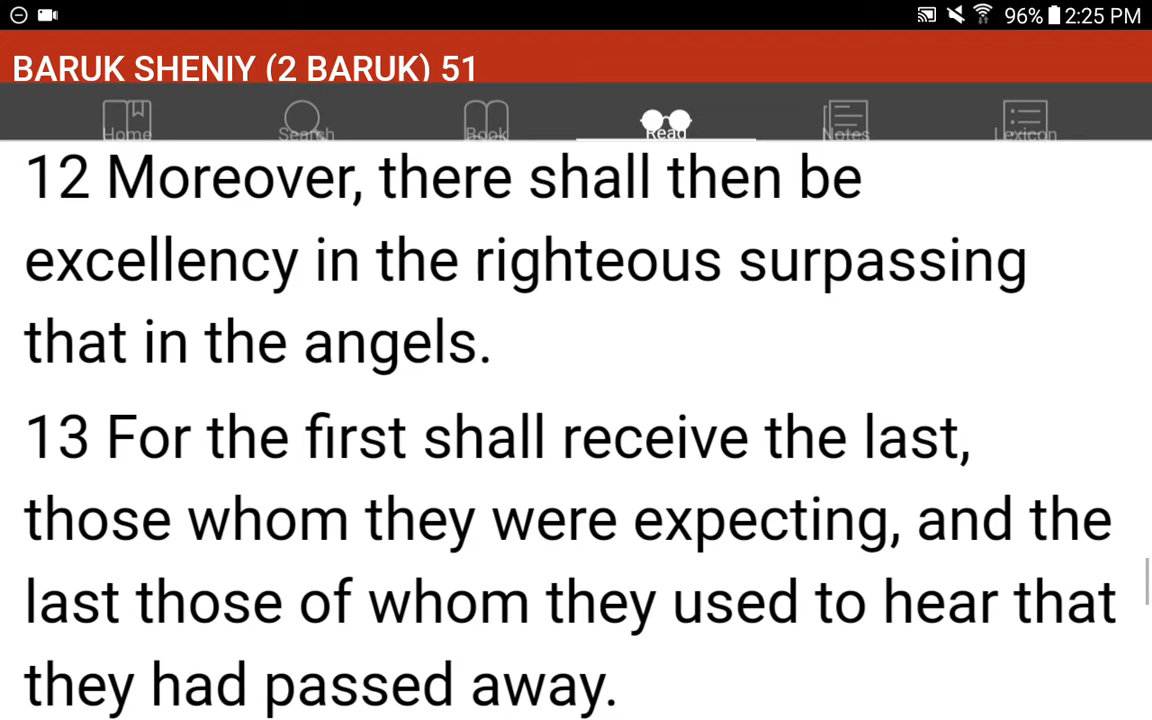 96% 2:25 PM
BARUK SHENIY (2 BARUK) 51
Home Search Book Read Notes Lexicon
12 Moreover, there shall then be
excellency in the righteous surpassing
that in the angels.
13 For the first shall receive the last,
those whom they were expecting, and the
last those of whom they used to hear that
they had passed away.